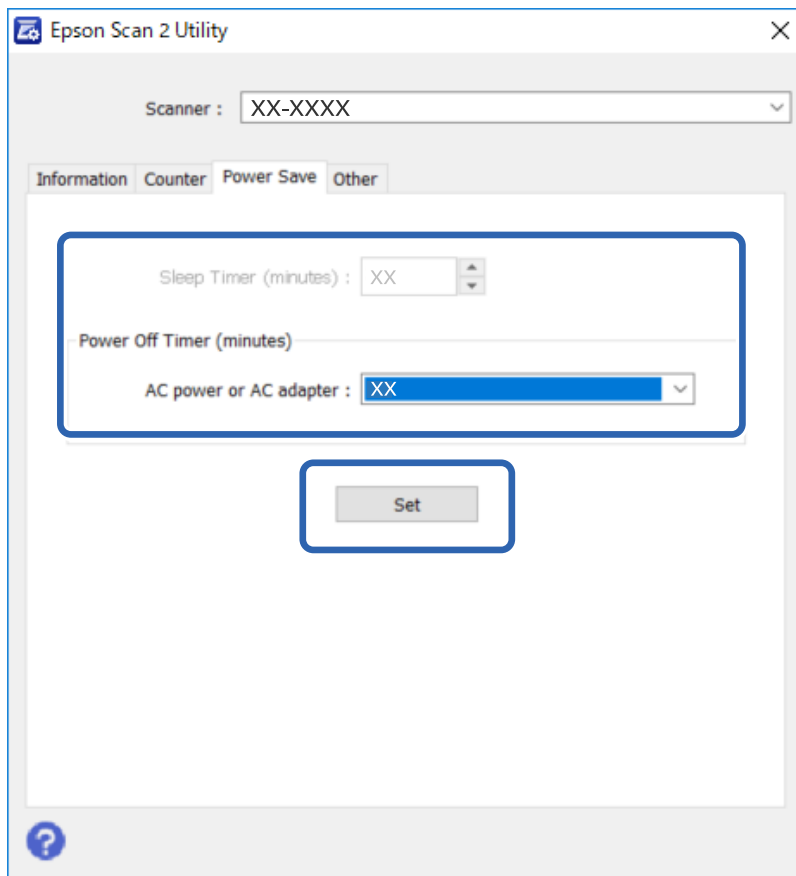 Epson Scan 2 Utility
Scanner : XX-XXXX
Information Counter Power Save Other
Sleep Timer (minutes) : XX
Power Off Timer (minutes)
AC power or AC adapter : XX
Set
?